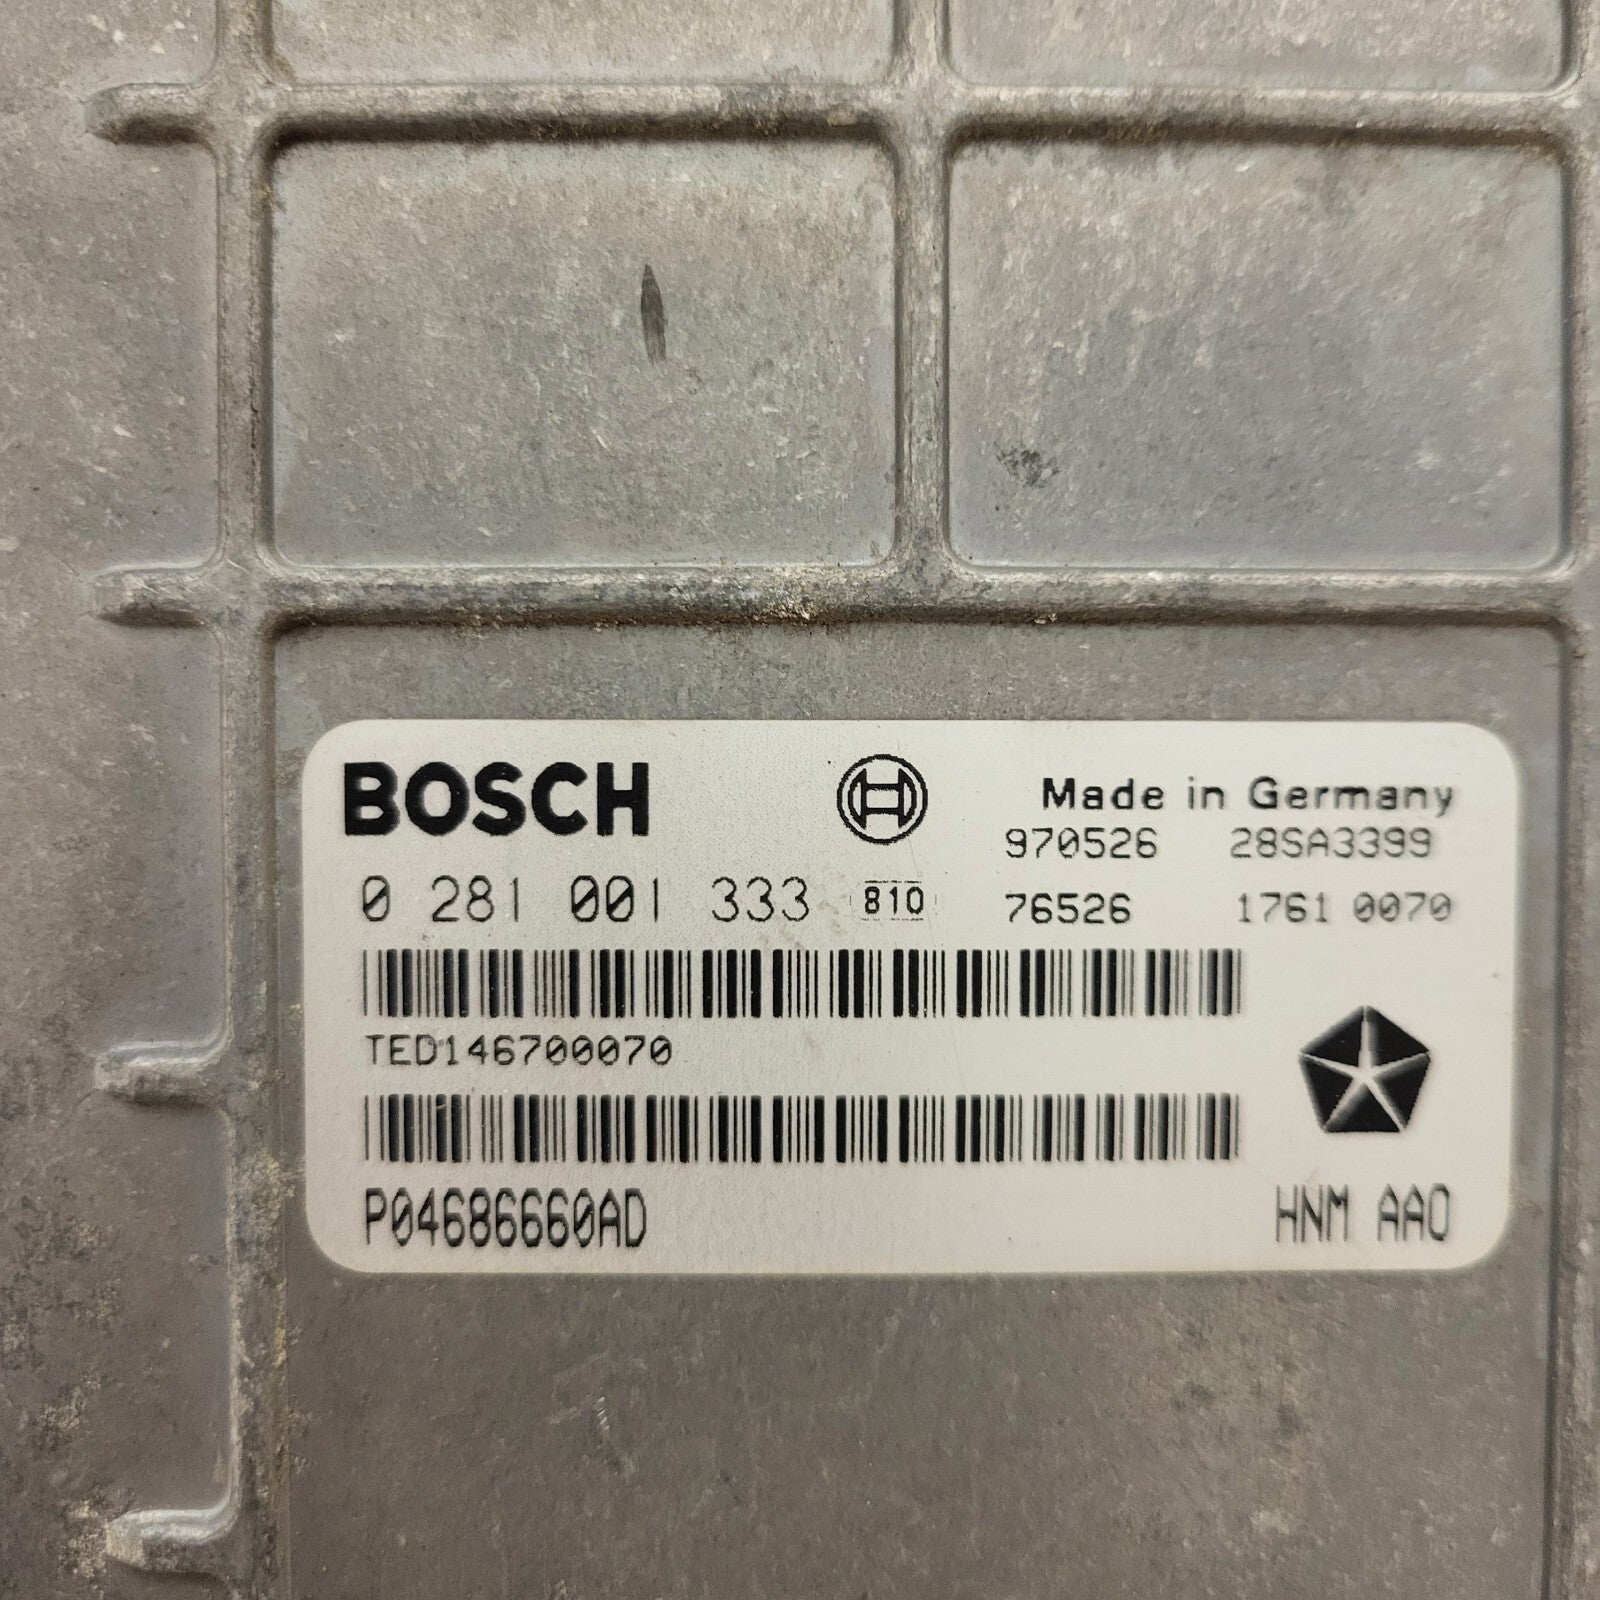 BOSCH
Made in Germany
970526 28SA3399
0 281 001 333 810 76526 1761 0070
TED146700070
P04686660AD
HNM AA0